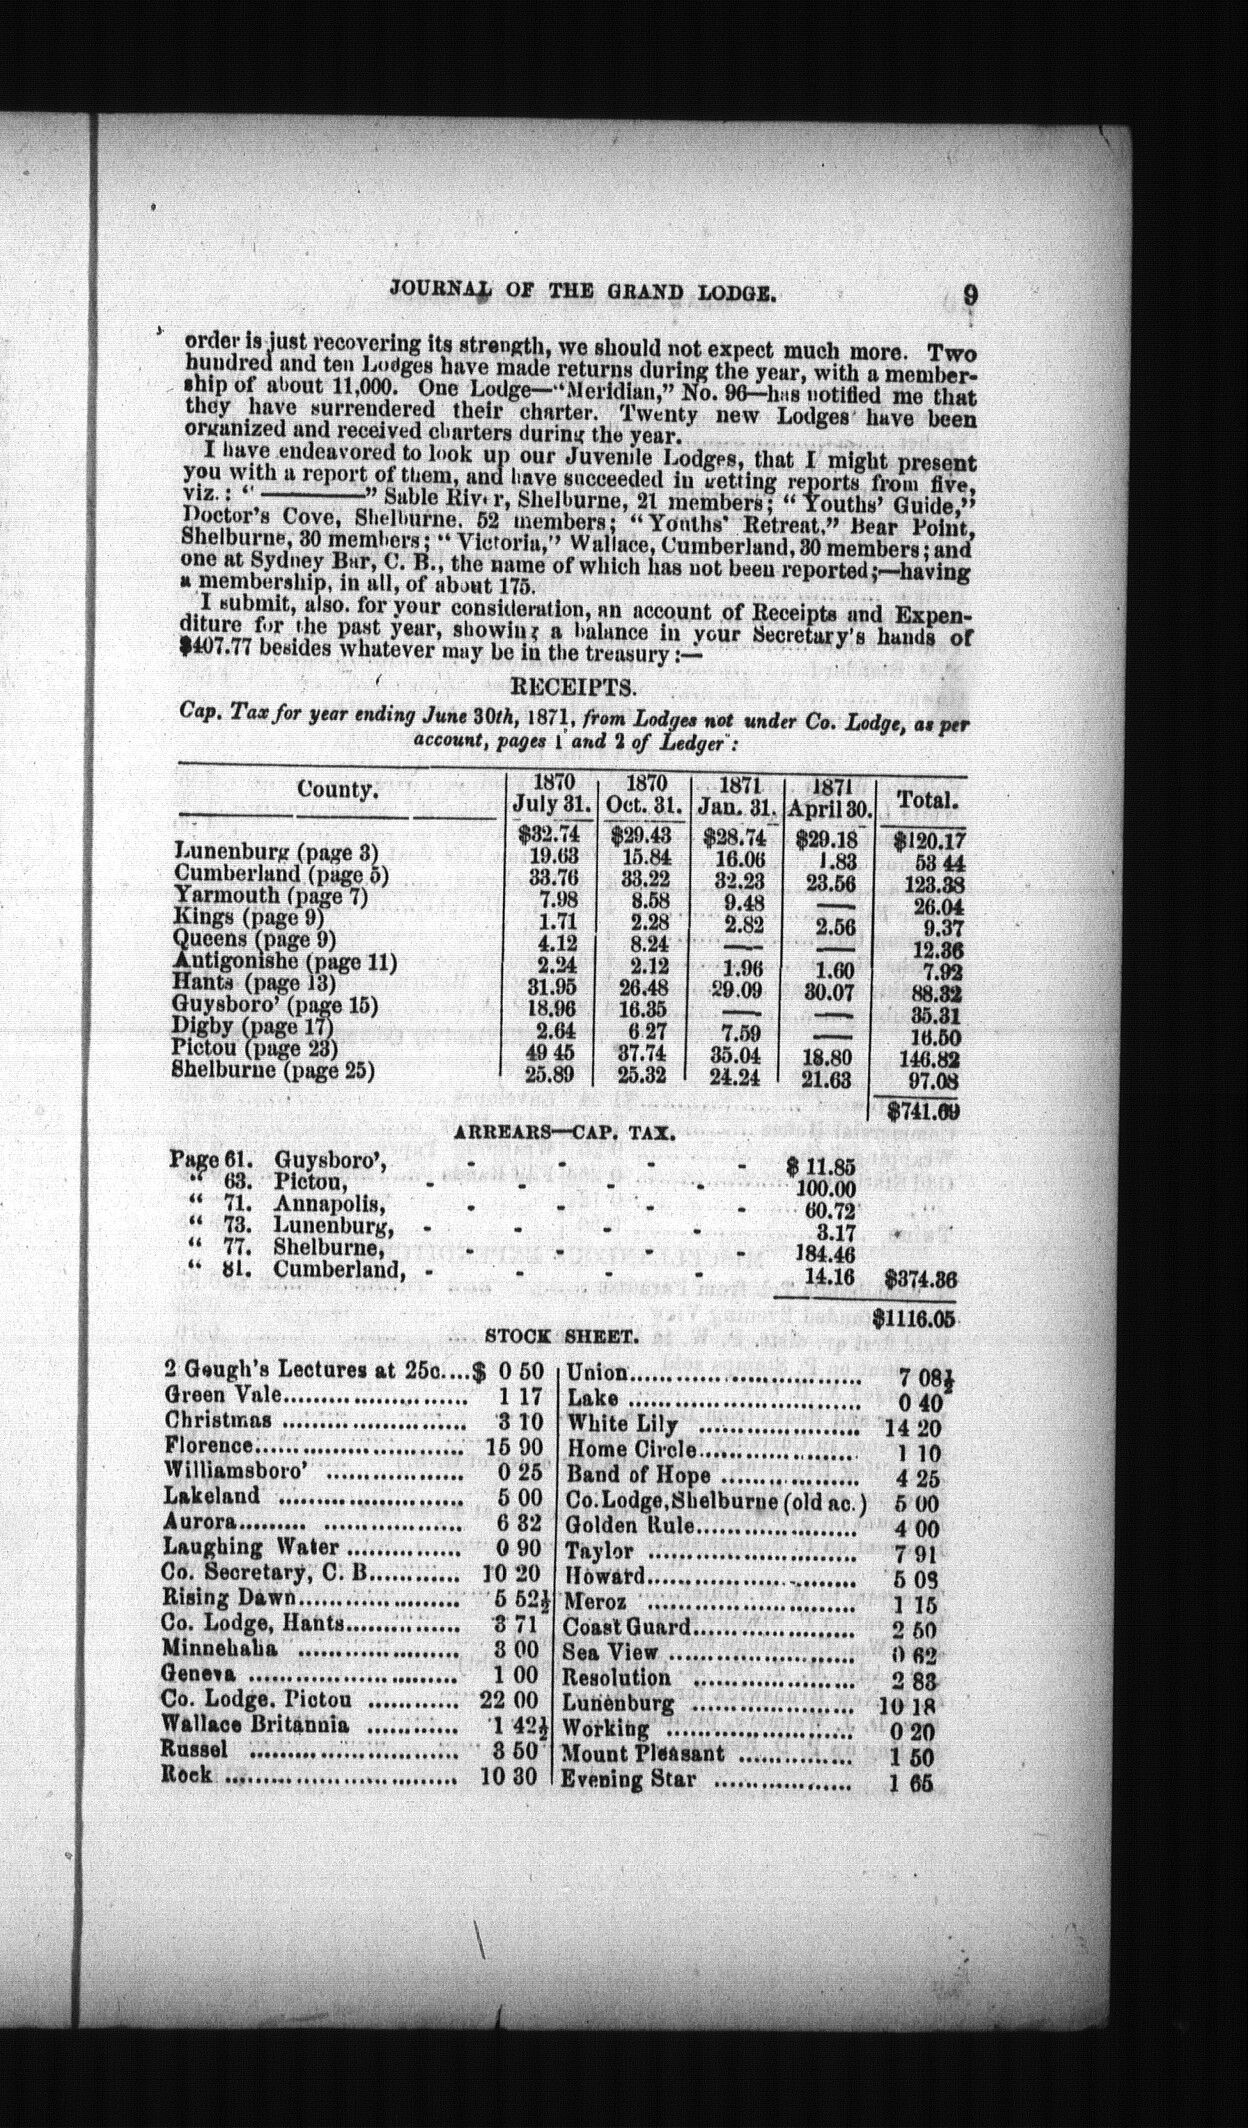 JOURNAL OF THE GRAND LODGE. 9
order is just recovering its strength, we should not expect much more. Two
hundred and ten Lodges have made returns during the year, with a member-
ship of about 11,000. One Lodge—"Meridian," No. 96—has notified me that
they have surrendered their charter. Twenty new Lodges have been
organized and received charters during the year.
I have endeavored to look up our Juvenile Lodges, that I might present
you with a report of them, and have succeeded in getting reports from five,
viz.: "————" Sable River, Shelburne, 21 members; "Youths' Guide,"
Doctor's Cove, Shelburne. 52 members; "Youths' Retreat," Bear Point,
Shelburne, 30 members; "Victoria," Wallace, Cumberland, 30 members; and
one at Sydney Bar, C. B., the name of which has not been reported;—having
a membership, in all, of about 175.
I submit, also. for your consideration, an account of Receipts and Expen-
diture for the past year, showing a balance in your Secretary's hands of
$407.77 besides whatever may be in the treasury:—
RECEIPTS.
Cap. Tax for year ending June 30th, 1871, from Lodges not under Co. Lodge, as per
account, pages 1 and 2 of Ledger:
County. 1870 July 31. 1870 Oct. 31. 1871 Jan. 31. 1871 April 30. Total.
$32.74 $29.43 $28.74 $29.18 $120.17
Lunenburg (page 3) 19.63 15.84 16.06 1.83 53 44
Cumberland (page 5) 33.76 33.22 32.23 23.56 123.38
Yarmouth (page 7) 7.98 8.58 9.48 — 26.04
Kings (page 9) 1.71 2.28 2.82 2.56 9.37
Queens (page 9) 4.12 8.24 — — 12.36
Antigonishe (page 11) 2.24 2.12 1.96 1.60 7.92
Hants (page 13) 31.95 26.48 29.09 30.07 88.32
Guysboro' (page 15) 18.96 16.35 — — 35.31
Digby (page 17) 2.64 6 27 7.59 — 16.50
Pictou (page 23) 49 45 37.74 35.04 18.80 146.82
Shelburne (page 25) 25.89 25.32 24.24 21.63 97.08
$741.69
ARREARS—CAP. TAX.
Page 61. Guysboro', - - - - $ 11.85
" 63. Pictou, - - - - 100.00
" 71. Annapolis, - - - - 60.72
" 73. Lunenburg, - - - - 3.17
" 77. Shelburne, - - - - 184.46
" 81. Cumberland, - - - - 14.16 $374.36
$1116.05
STOCK SHEET.
2 Gough's Lectures at 25c....$ 0 50
Green Vale........................ 1 17
Christmas ........................ 3 10
Florence........................... 15 90
Williamsboro' .................. 0 25
Lakeland ........................ 5 00
Aurora......... .................. 6 32
Laughing Water ............... 0 90
Co. Secretary, C. B............ 10 20
Rising Dawn..................... 5 52½
Co. Lodge, Hants............... 3 71
Minnehaha ..................... 3 00
Geneva ........................... 1 00
Co. Lodge. Pictou ............ 22 00
Wallace Britannia ............ 1 42½
Russel ........................... 3 50
Rock .............................. 10 30
Union.............................. 7 08½
Lake .............................. 0 40
White Lily ..................... 14 20
Home Circle..................... 1 10
Band of Hope .................. 4 25
Co. Lodge, Shelburne (old ac.) 5 00
Golden Rule..................... 4 00
Taylor ........................... 7 91
Howard........................... 5 03
Meroz ........................... 1 15
Coast Guard..................... 2 50
Sea View ........................ 0 62
Resolution ..................... 2 83
Lunenburg ..................... 10 18
Working ........................ 0 20
Mount Pleasant ............... 1 50
Evening Star .................. 1 65